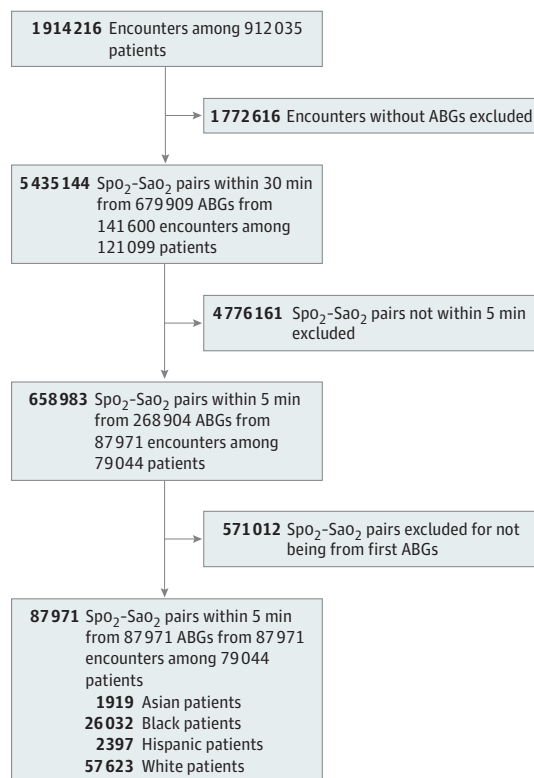 1914216 Encounters among 912035
patients
1772616 Encounters without ABGs excluded
5435144 Spo₂-Sao₂ pairs within 30 min
from 679909 ABGs from
141600 encounters among
121099 patients
4776161 Spo₂-Sao₂ pairs not within 5 min
excluded
658983 Spo₂-Sao₂ pairs within 5 min
from 268904 ABGs from
87971 encounters among
79044 patients
571012 Spo₂-Sao₂ pairs excluded for not
being from first ABGs
87971 Spo₂-Sao₂ pairs within 5 min
from 87971 ABGs from 87971
encounters among 79044
patients
1919 Asian patients
26032 Black patients
2397 Hispanic patients
57623 White patients